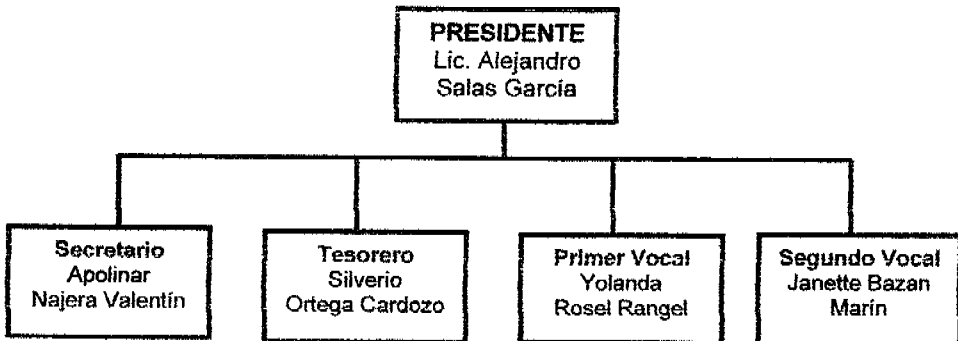 PRESIDENTE
Lic. Alejandro
Salas García
Secretario
Apolinar
Najera Valentín
Tesorero
Silverio
Ortega Cardozo
Primer Vocal
Yolanda
Rosel Rangel
Segundo Vocal
Janette Bazan
Marín